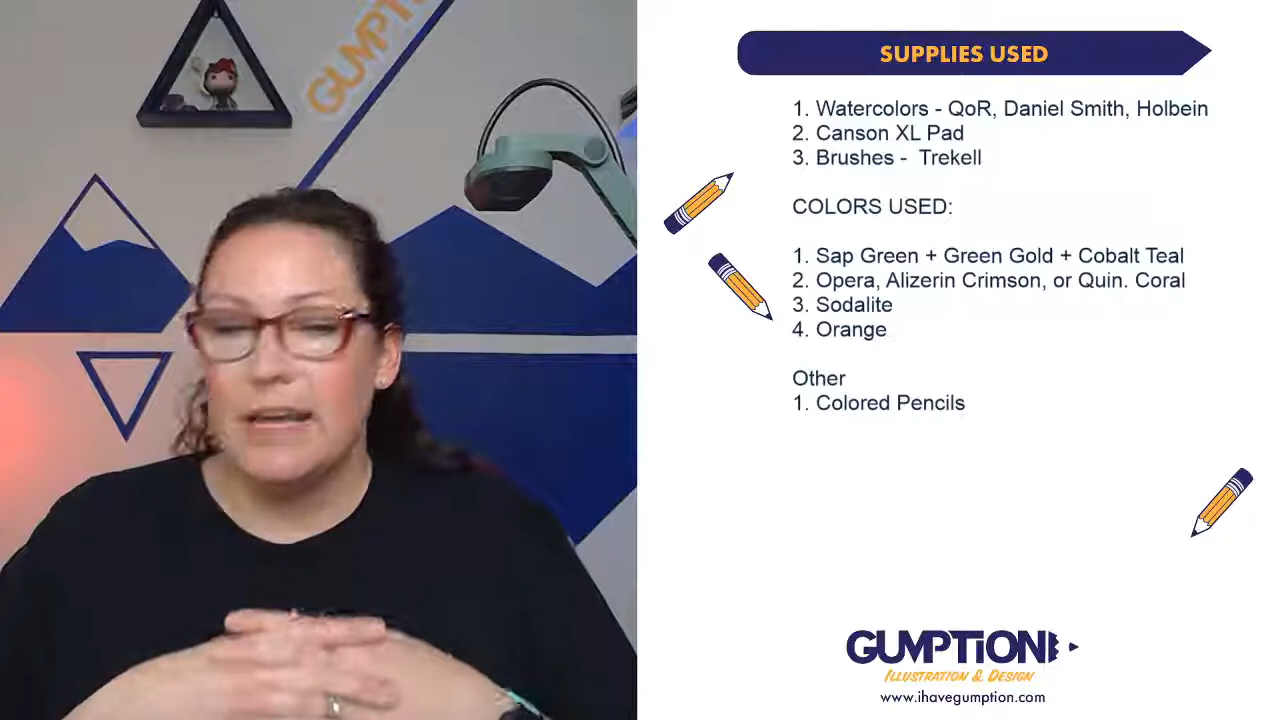 GUMPT
SUPPLIES USED
1. Watercolors - QoR, Daniel Smith, Holbein
2. Canson XL Pad
3. Brushes - Trekell
COLORS USED:
1. Sap Green + Green Gold + Cobalt Teal
2. Opera, Alizerin Crimson, or Quin. Coral
3. Sodalite
4. Orange
Other
1. Colored Pencils
GUMPTION
ILLUSTRATION & DESIGN
www.ihavegumption.com